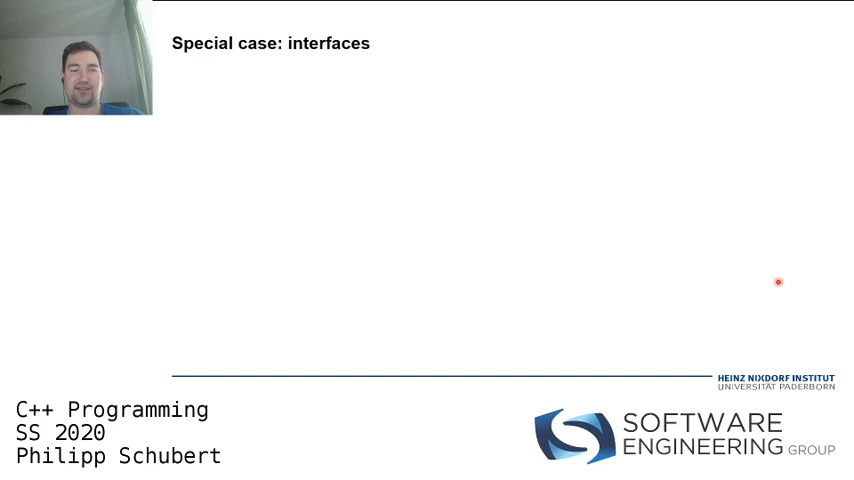 Special case: interfaces
HEINZ NIXDORF INSTITUT
UNIVERSITÄT PADERBORN
C++ Programming
SS 2020
Philipp Schubert
SOFTWARE
ENGINEERING GROUP